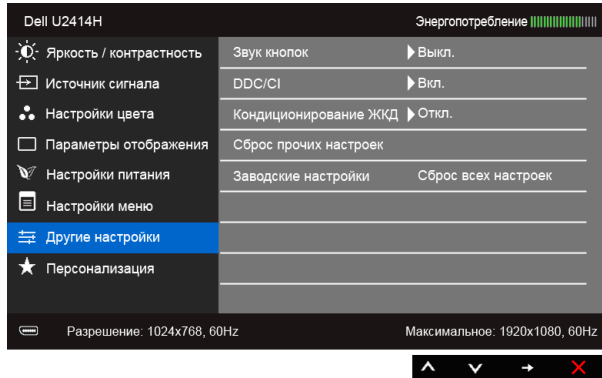 Dell U2414H Энергопотребление
Яркость / контрастность Звук кнопок Выкл.
Источник сигнала DDC/CI Вкл.
Настройки цвета Кондиционирование ЖКД Откл.
Параметры отображения Сброс прочих настроек
Настройки питания Заводские настройки Сброс всех настроек
Настройки меню
Другие настройки
Персонализация
Разрешение: 1024x768, 60Hz Максимальное: 1920x1080, 60Hz